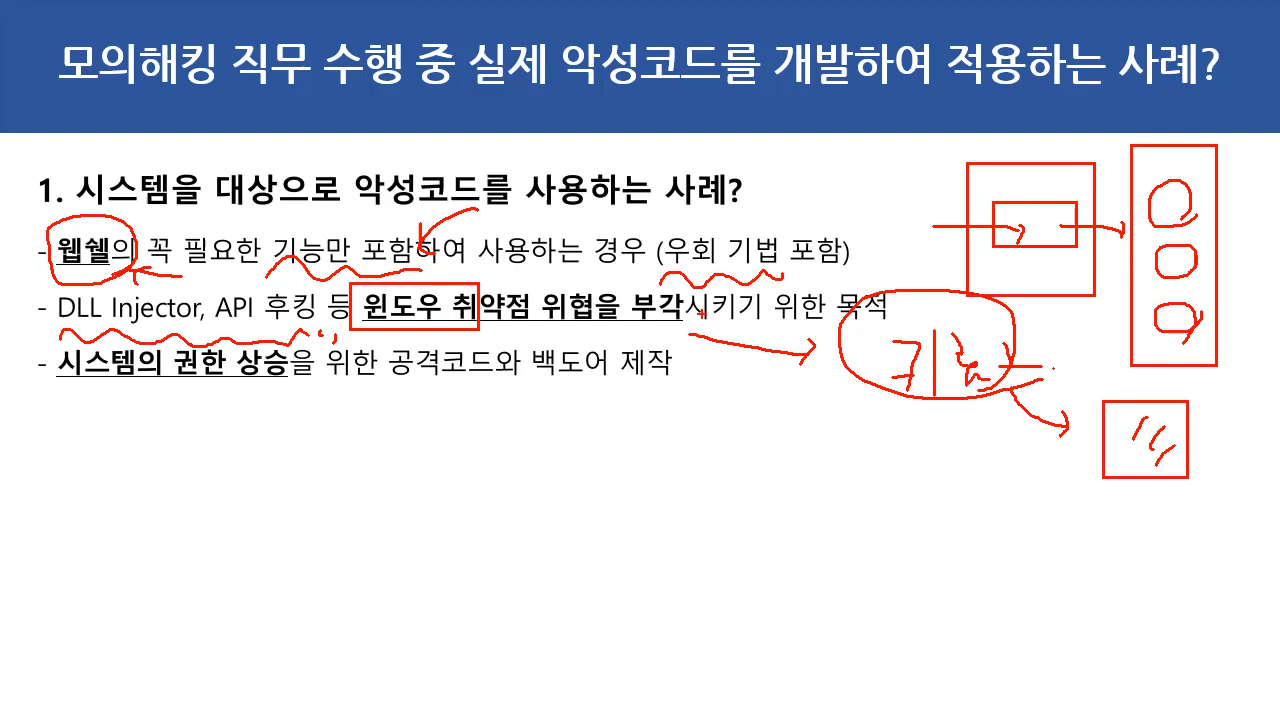 모의해킹 직무 수행 중 실제 악성코드를 개발하여 적용하는 사례?
1. 시스템을 대상으로 악성코드를 사용하는 사례?
- 웹쉘의 꼭 필요한 기능만 포함하여 사용하는 경우 (우회 기법 포함)
- DLL Injector, API 후킹 등 윈도우 취약점 위협을 부각시키기 위한 목적
- 시스템의 권한 상승을 위한 공격코드와 백도어 제작